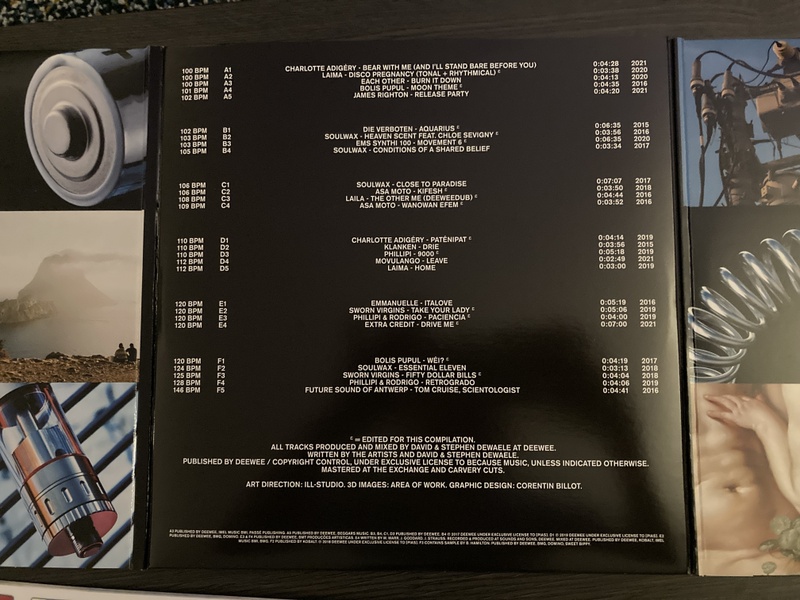 100 BPM A1 CHARLOTTE ADIGÉRY - BEAR WITH ME (AND I'LL STAND BARE BEFORE YOU) 0:04:28 2021
100 BPM A2 LAIMA - DISCO PREGNANCY (TONAL + RHYTHMICAL) ᴱ 0:03:38 2020
100 BPM A3 EACH OTHER - BURN IT DOWN 0:04:13 2020
101 BPM A4 BOLIS PUPUL - MOON THEME ᴱ 0:04:35 2016
102 BPM A5 JAMES RIGHTON - RELEASE PARTY 0:04:20 2021
102 BPM B1 DIE VERBOTEN - AQUARIUS ᴱ 0:06:35 2015
103 BPM B2 SOULWAX - HEAVEN SCENT FEAT. CHLOE SEVIGNY ᴱ 0:03:56 2016
103 BPM B3 EMS SYNTHI 100 - MOVEMENT 6 ᴱ 0:06:35 2020
105 BPM B4 SOULWAX - CONDITIONS OF A SHARED BELIEF 0:03:34 2017
106 BPM C1 SOULWAX - CLOSE TO PARADISE 0:07:07 2017
106 BPM C2 ASA MOTO - KIFESH ᴱ 0:03:50 2018
108 BPM C3 LAILA - THE OTHER ME (DEEWEEDUB) ᴱ 0:04:44 2016
109 BPM C4 ASA MOTO - WANOWAN EFEM ᴱ 0:03:52 2016
110 BPM D1 CHARLOTTE ADIGÉRY - PATÉNIPAT ᴱ 0:04:14 2019
110 BPM D2 KLANKEN - DRIE 0:03:56 2015
110 BPM D3 PHILLIPI - 9000 ᴱ 0:05:18 2019
112 BPM D4 MOVULANGO - LEAVE 0:02:49 2021
112 BPM D5 LAIMA - HOME 0:03:00 2019
120 BPM E1 EMMANUELLE - ITALOVE 0:05:19 2016
120 BPM E2 SWORN VIRGINS - TAKE YOUR LADY ᴱ 0:05:06 2019
120 BPM E3 PHILLIPI & RODRIGO - PACIENCIA ᴱ 0:04:00 2019
120 BPM E4 EXTRA CREDIT - DRIVE ME ᴱ 0:07:00 2021
120 BPM F1 BOLIS PUPUL - WÈI? ᴱ 0:04:19 2017
124 BPM F2 SOULWAX - ESSENTIAL ELEVEN 0:03:13 2018
125 BPM F3 SWORN VIRGINS - FIFTY DOLLAR BILLS ᴱ 0:04:04 2018
128 BPM F4 PHILLIPI & RODRIGO - RETROGRADO 0:04:06 2019
146 BPM F5 FUTURE SOUND OF ANTWERP - TOM CRUISE, SCIENTOLOGIST 0:04:41 2016
ᴱ = EDITED FOR THIS COMPILATION.
ALL TRACKS PRODUCED AND MIXED BY DAVID & STEPHEN DEWAELE AT DEEWEE.
WRITTEN BY THE ARTISTS AND DAVID & STEPHEN DEWAELE.
PUBLISHED BY DEEWEE / COPYRIGHT CONTROL, UNDER EXCLUSIVE LICENSE TO BECAUSE MUSIC, UNLESS INDICATED OTHERWISE.
MASTERED AT THE EXCHANGE AND CARVERY CUTS.
ART DIRECTION: ILL-STUDIO. 3D IMAGES: AREA OF WORK. GRAPHIC DESIGN: CORENTIN BILLOT.